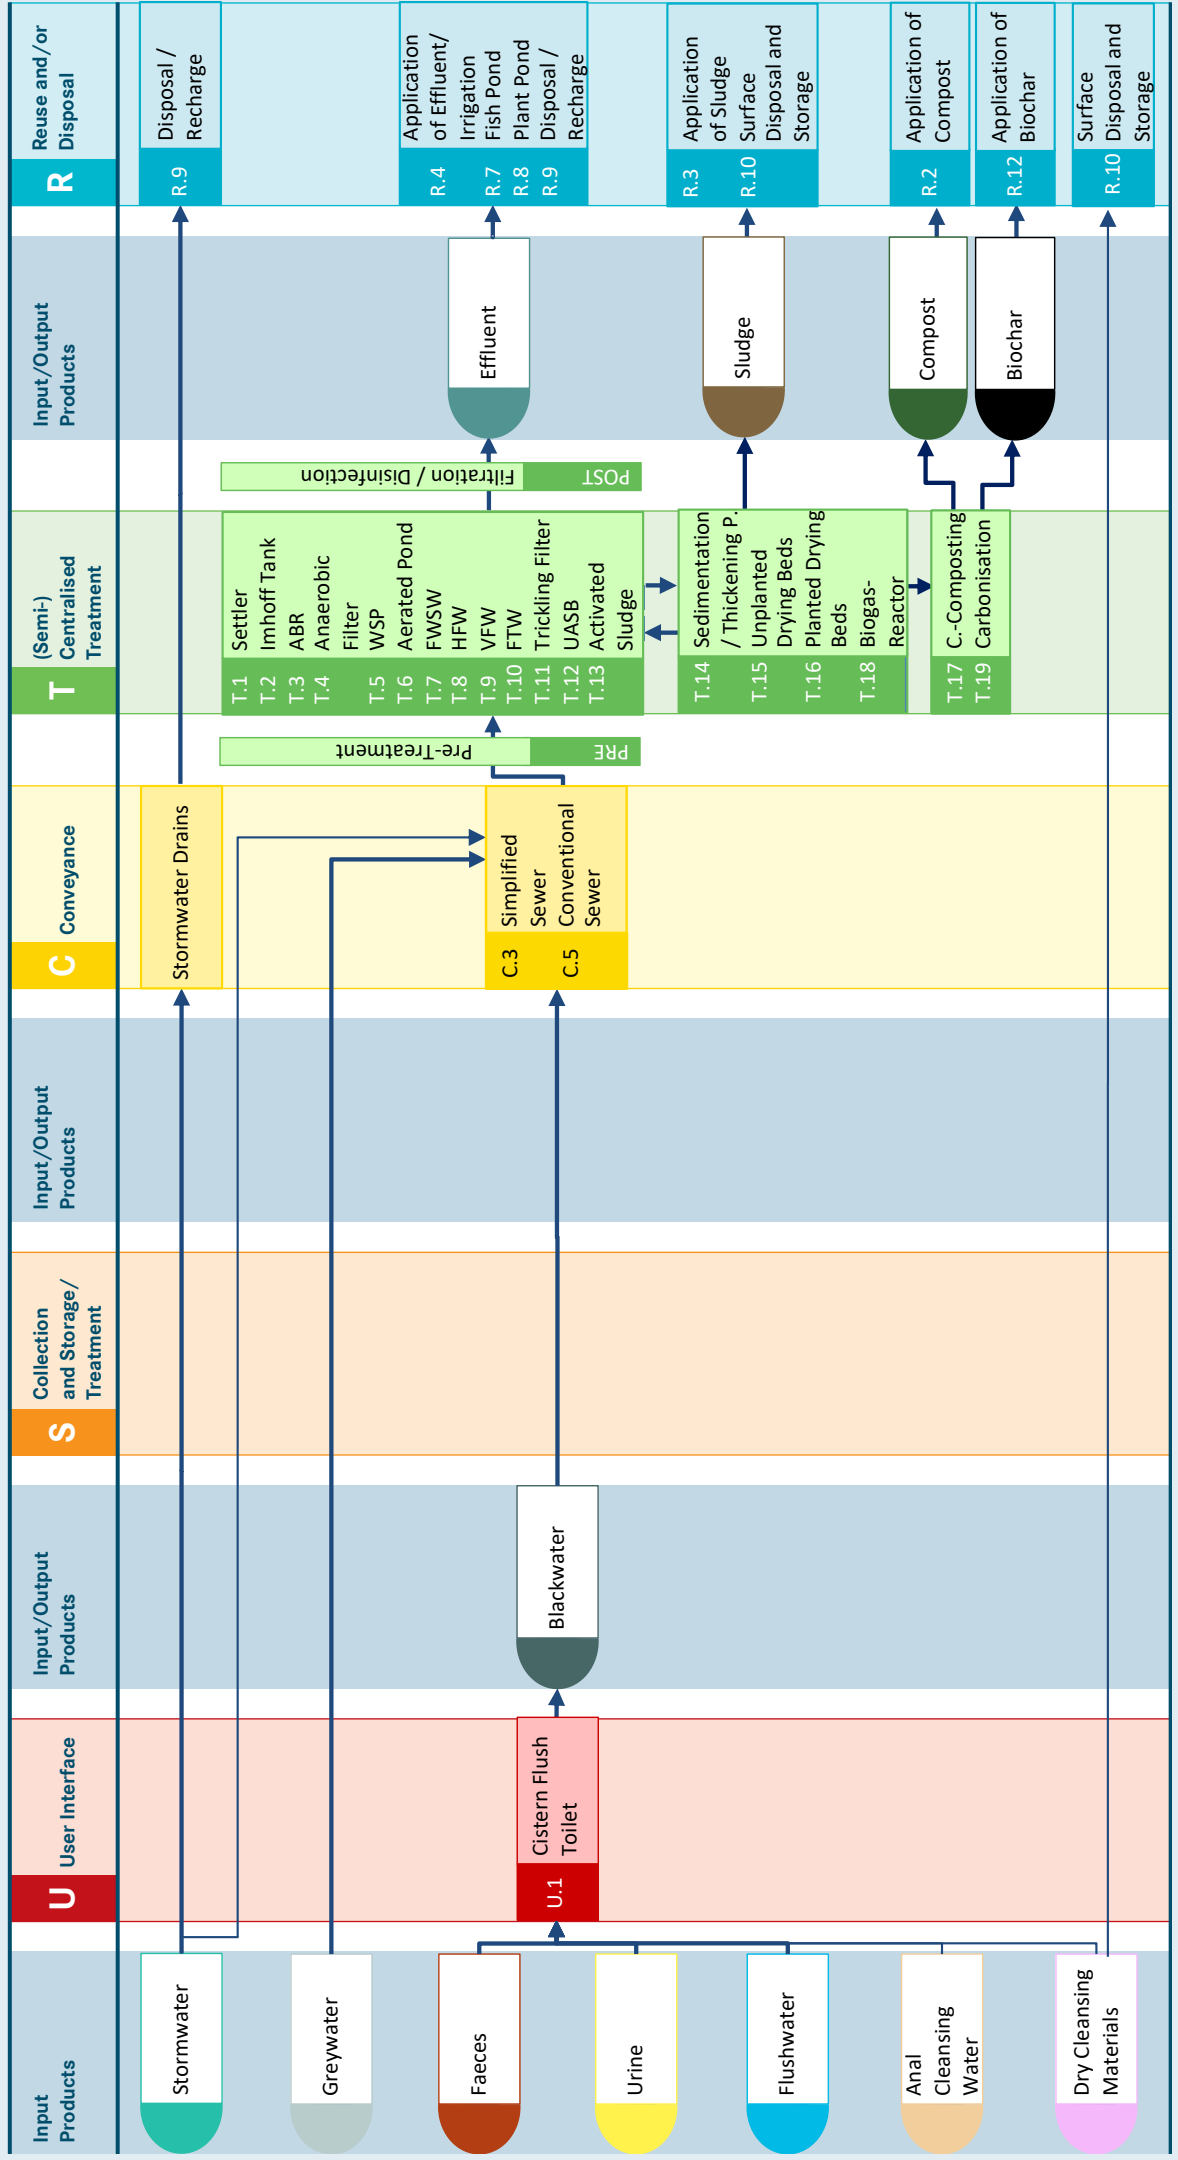 Input
Products
U
User Interface
Input/Output
Products
S
Collection
and Storage/
Treatment
Input/Output
Products
C
Conveyance
T
(Semi-)
Centralised
Treatment
Input/Output
Products
R
Reuse and/or
Disposal
Stormwater
Stormwater Drains
R.9
Disposal /
Recharge
Greywater
Faeces
Urine
Flushwater
Anal
Cleansing
Water
Dry Cleansing
Materials
U.1
Cistern Flush
Toilet
Blackwater
C.3
Simplified
Sewer
C.5
Conventional
Sewer
PRE
Pre-Treatment
T.1
Settler
T.2
Imhoff Tank
T.3
ABR
T.4
Anaerobic
Filter
T.5
WSP
T.6
Aerated Pond
T.7
FWSW
T.8
HFW
T.9
VFW
T.10
FTW
T.11
Trickling Filter
T.12
UASB
T.13
Activated
Sludge
POST
Filtration / Disinfection
Effluent
R.4
Application
of Effluent/
Irrigation
R.7
Fish Pond
R.8
Plant Pond
R.9
Disposal /
Recharge
T.14
Sedimentation
/ Thickening P.
T.15
Unplanted
Drying Beds
T.16
Planted Drying
Beds
T.18
Biogas-
Reactor
Sludge
R.3
Application
of Sludge
R.10
Surface
Disposal and
Storage
T.17
C.-Composting
T.19
Carbonisation
Compost
R.2
Application of
Compost
Biochar
R.12
Application of
Biochar
R.10
Surface
Disposal and
Storage